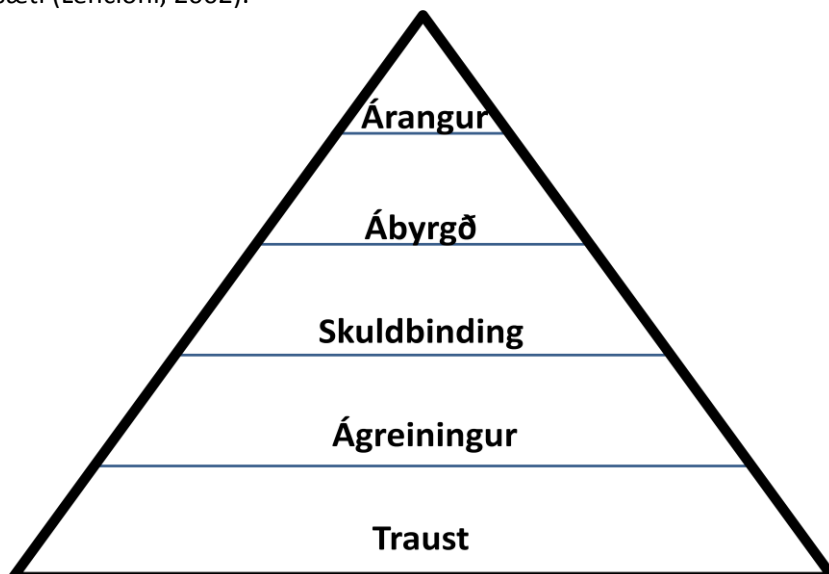 (Lencioni, 2002).
Árangur
Ábyrgð
Skuldbinding
Ágreiningur
Traust